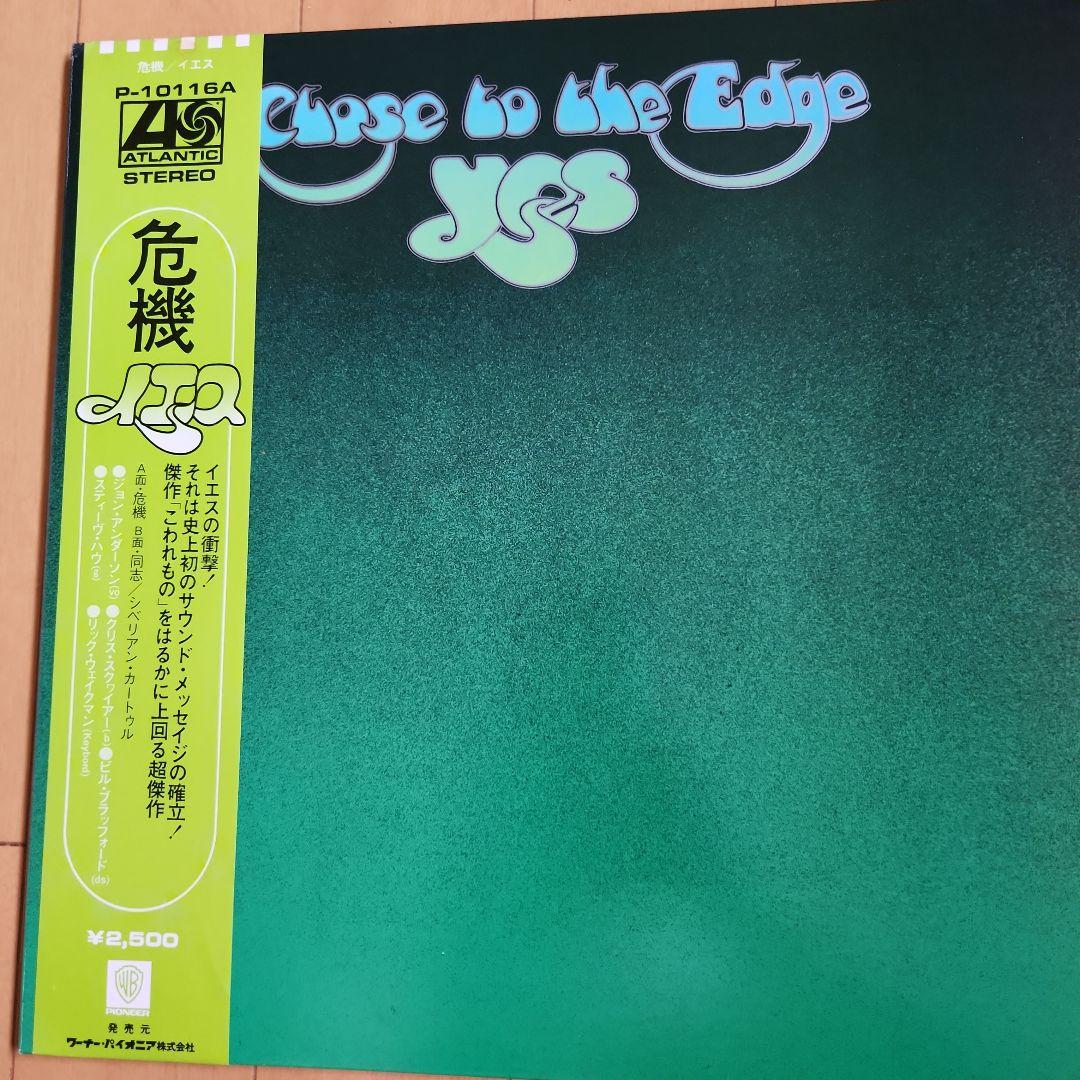 危機/イエス
P-10116A
ATLANTIC
STEREO
危機
イエス
イエスの衝撃!
それは史上初のサウンド・メッセイジの確立!
傑作「こわれもの」をはるかに上回る超傑作
A面・危機 B面・同志/シベリアン・カートゥル
●ジョン・アンダーソン(vo)●クリス・スクワイアー(b)●ビル・ブラッフォード(ds)
●スティーヴ・ハウ(g)●リック・ウェイクマン(Keybord)
¥2,500
WB
PIONEER
発売元
ワーナー・パイオニア株式会社
Close to the Edge
yes